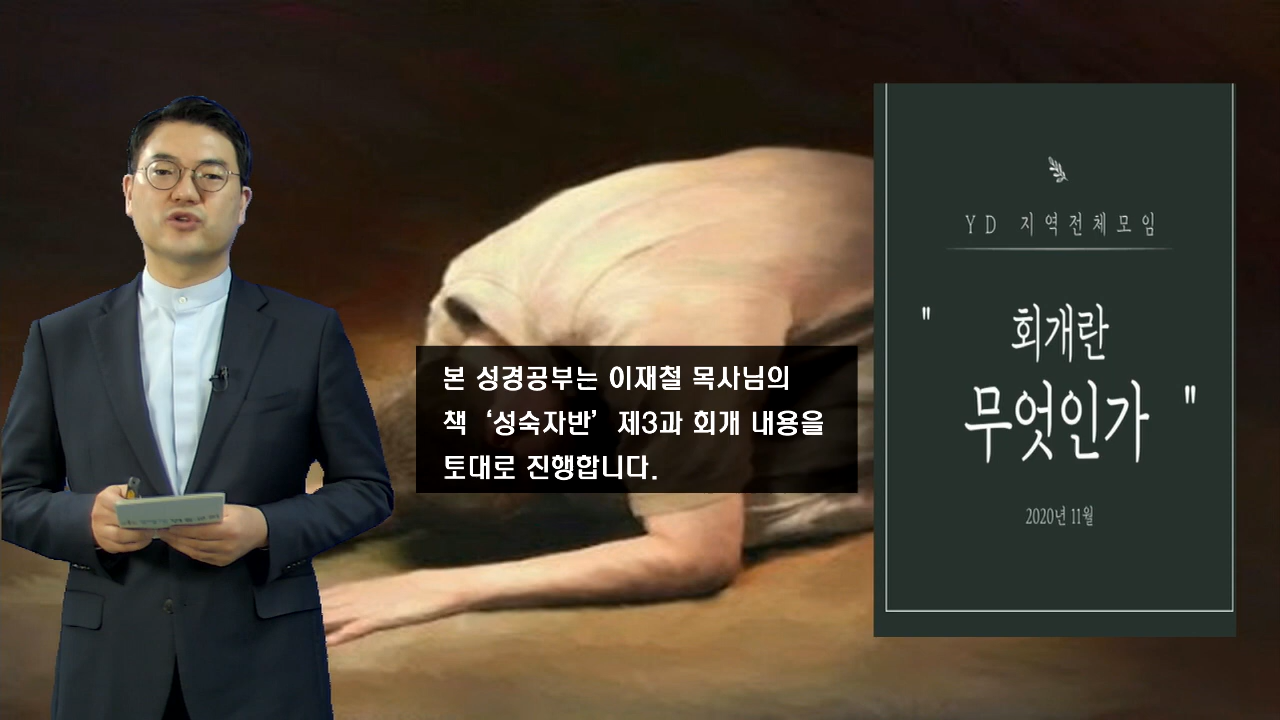 본 성경공부는 이재철 목사님의
책 ‘성숙자반’ 제3과 회개 내용을
토대로 진행합니다.
YD 지역전체모임
" 회개란
무엇인가 "
2020년 11월